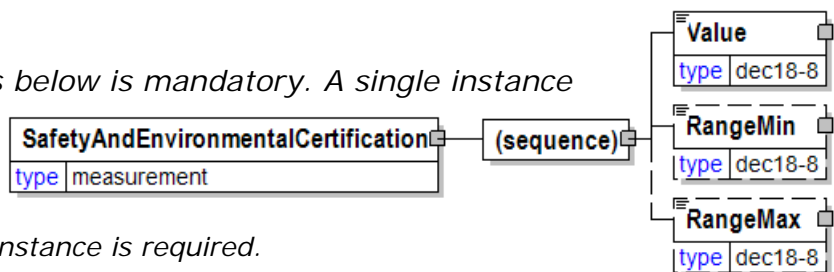 Value
type dec18-8
s below is mandatory. A single instance
RangeMin
type dec18-8
SafetyAndEnvironmentalCertification
type measurement
(sequence)
RangeMax
type dec18-8
nstance is required.